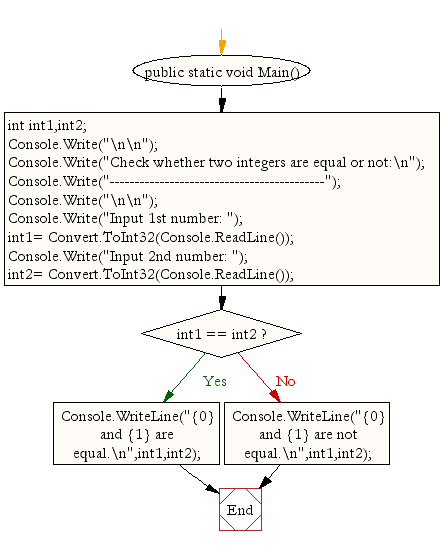 public static void Main()
int int1,int2;
Console.Write("\n\n");
Console.Write("Check whether two integers are equal or not:\n");
Console.Write("-------------------------------------------");
Console.Write("\n\n");
Console.Write("Input 1st number: ");
int1= Convert.ToInt32(Console.ReadLine());
Console.Write("Input 2nd number: ");
int2= Convert.ToInt32(Console.ReadLine());
int1 == int2 ?
Yes
No
Console.WriteLine("{0}
and {1} are
equal.\n",int1,int2);
Console.WriteLine("{0}
and {1} are not
equal.\n",int1,int2);
End